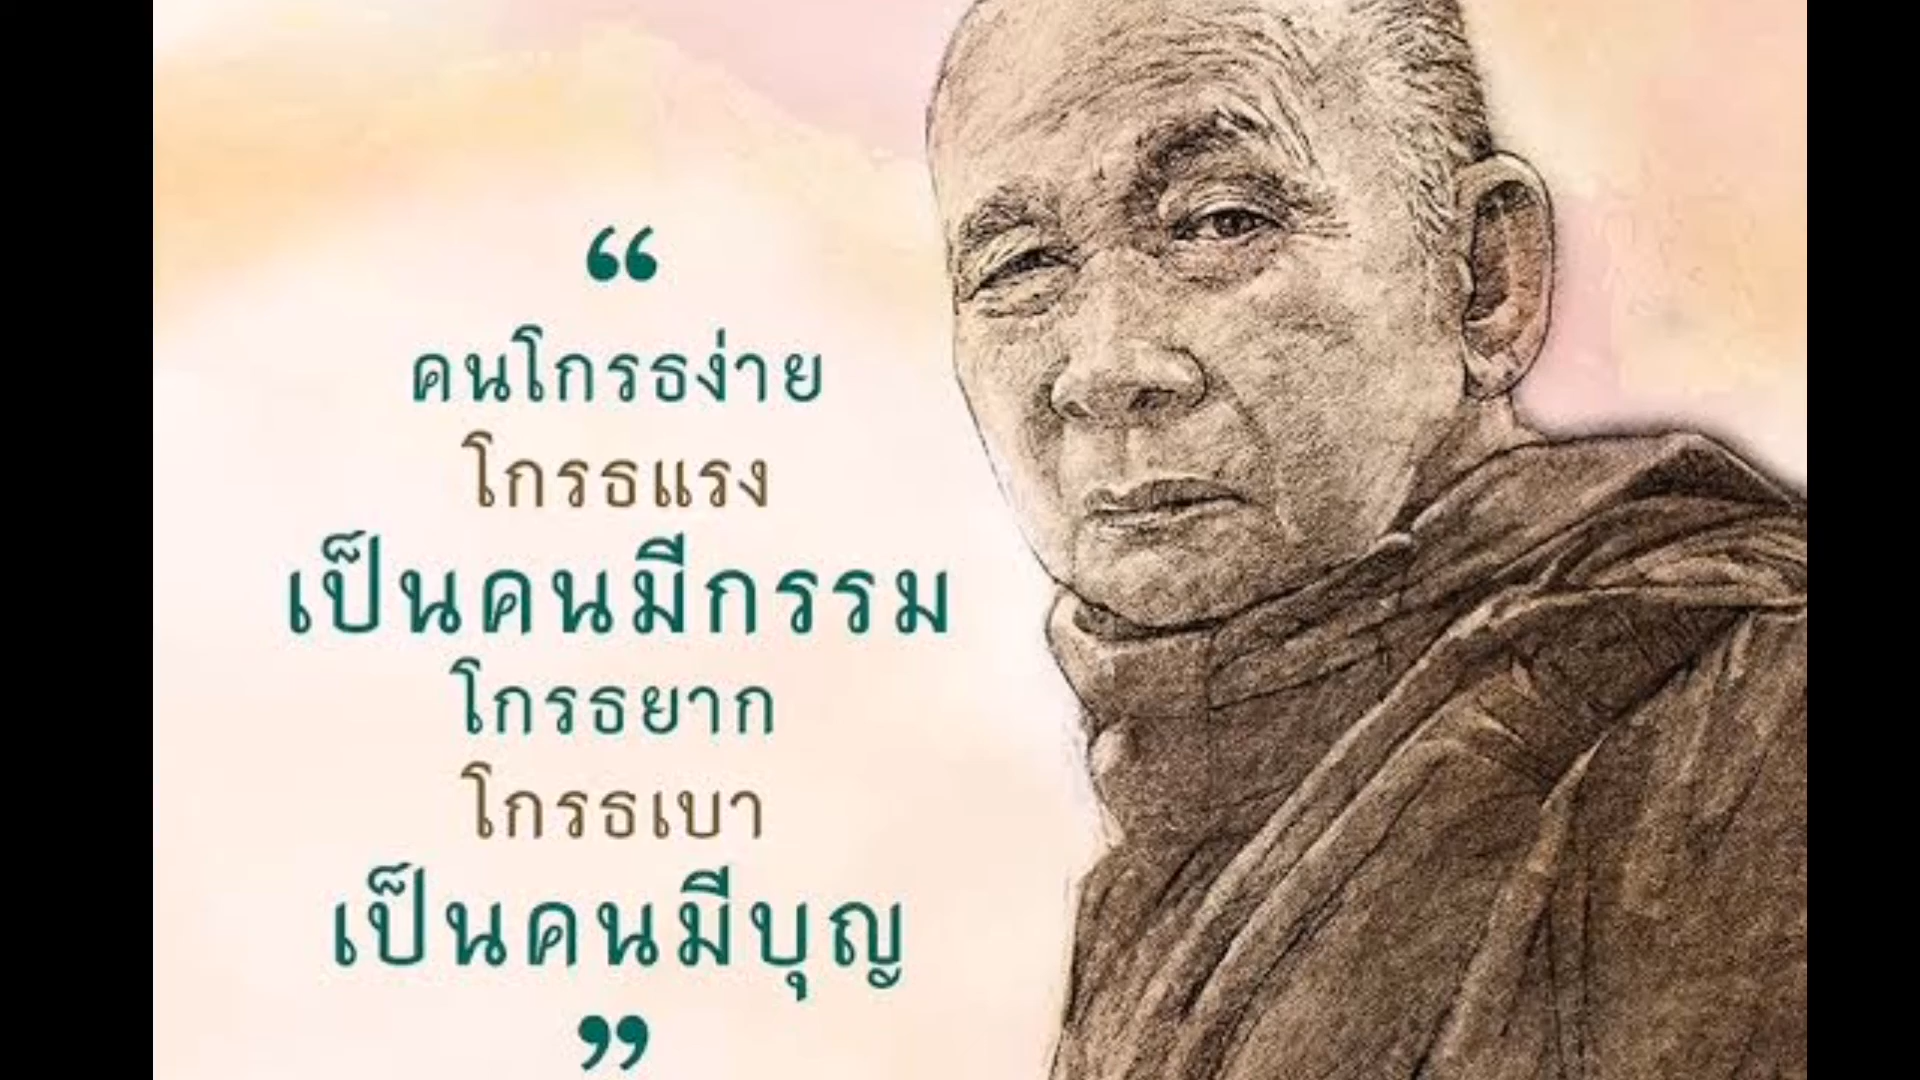 “
คนโกรธง่าย
โกรธแรง
เป็นคนมีกรรม
โกรธยาก
โกรธเบา
เป็นคนมีบุญ
”